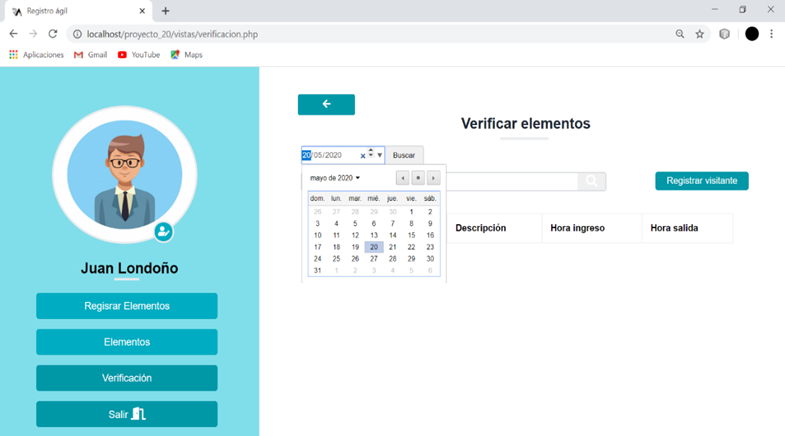 Registro ágil
localhost/proyecto_20/vistas/verificacion.php
Aplicaciones Gmail YouTube Maps
Juan Londoño
Regisrar Elementos
Elementos
Verificación
Salir
Verificar elementos
20/05/2020 Buscar
mayo de 2020
Registrar visitante
dom. lun. mar. mié. jue. vie. sáb.
26 27 28 29 30 1 2
3 4 5 6 7 8 9
10 11 12 13 14 15 16
17 18 19 20 21 22 23
24 25 26 27 28 29 30
31 1 2 3 4 5 6
Descripción Hora ingreso Hora salida